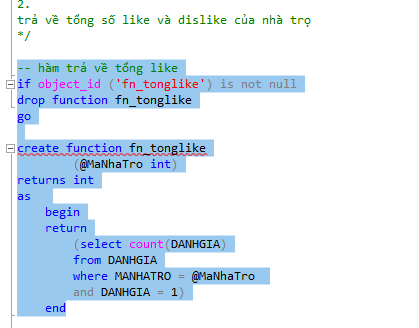 2.
trả về tổng số like và dislike của nhà trọ
*/
-- hàm trả về tổng like
if object_id ('fn_tonglike') is not null
drop function fn_tonglike
go
create function fn_tonglike
(@MaNhaTro int)
returns int
as
begin
return
(select count(DANHGIA)
from DANHGIA
where MANHATRO = @MaNhaTro
and DANHGIA = 1)
end